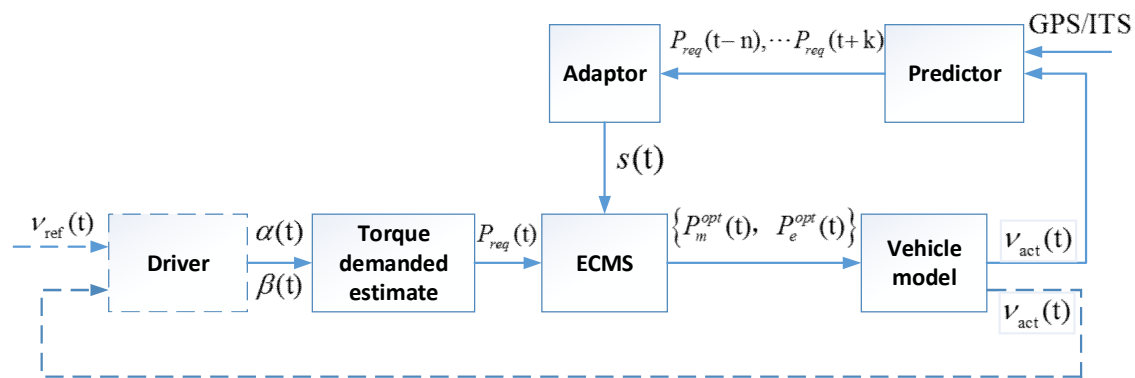 GPS/ITS
P_req(t−n),⋯P_req(t+k)
Adaptor
Predictor
s(t)
ν_ref(t)
Driver
α(t)
β(t)
Torque
demanded
estimate
P_req(t)
ECMS
{P_m^opt(t), P_e^opt(t)}
Vehicle
model
ν_act(t)
ν_act(t)